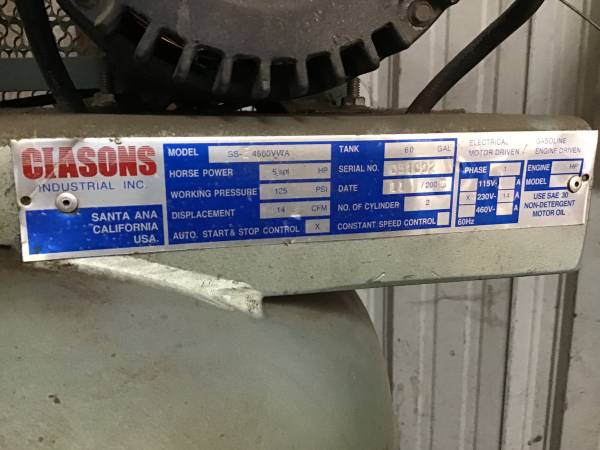 CLASONS
INDUSTRIAL INC.
SANTA ANA
CALIFORNIA
USA.
MODEL 4560VWA
HORSE POWER 5,spl HP
WORKING PRESSURE 125 PSI
DISPLACEMENT 14 CFM
AUTO. START & STOP CONTROL X
TANK 60 GAL
SERIAL NO.
DATE
NO. OF CYLINDER 2
CONSTANT SPEED CONTROL
ELECTRICAL
MOTOR DRIVEN
PHASE 1
115V- A
X 230V- 14 A
460V- A
60Hz
GASOLINE
ENGINE DRIVEN
ENGINE HP
MODEL
USE SAE 30
NON-DETERGENT
MOTOR OIL